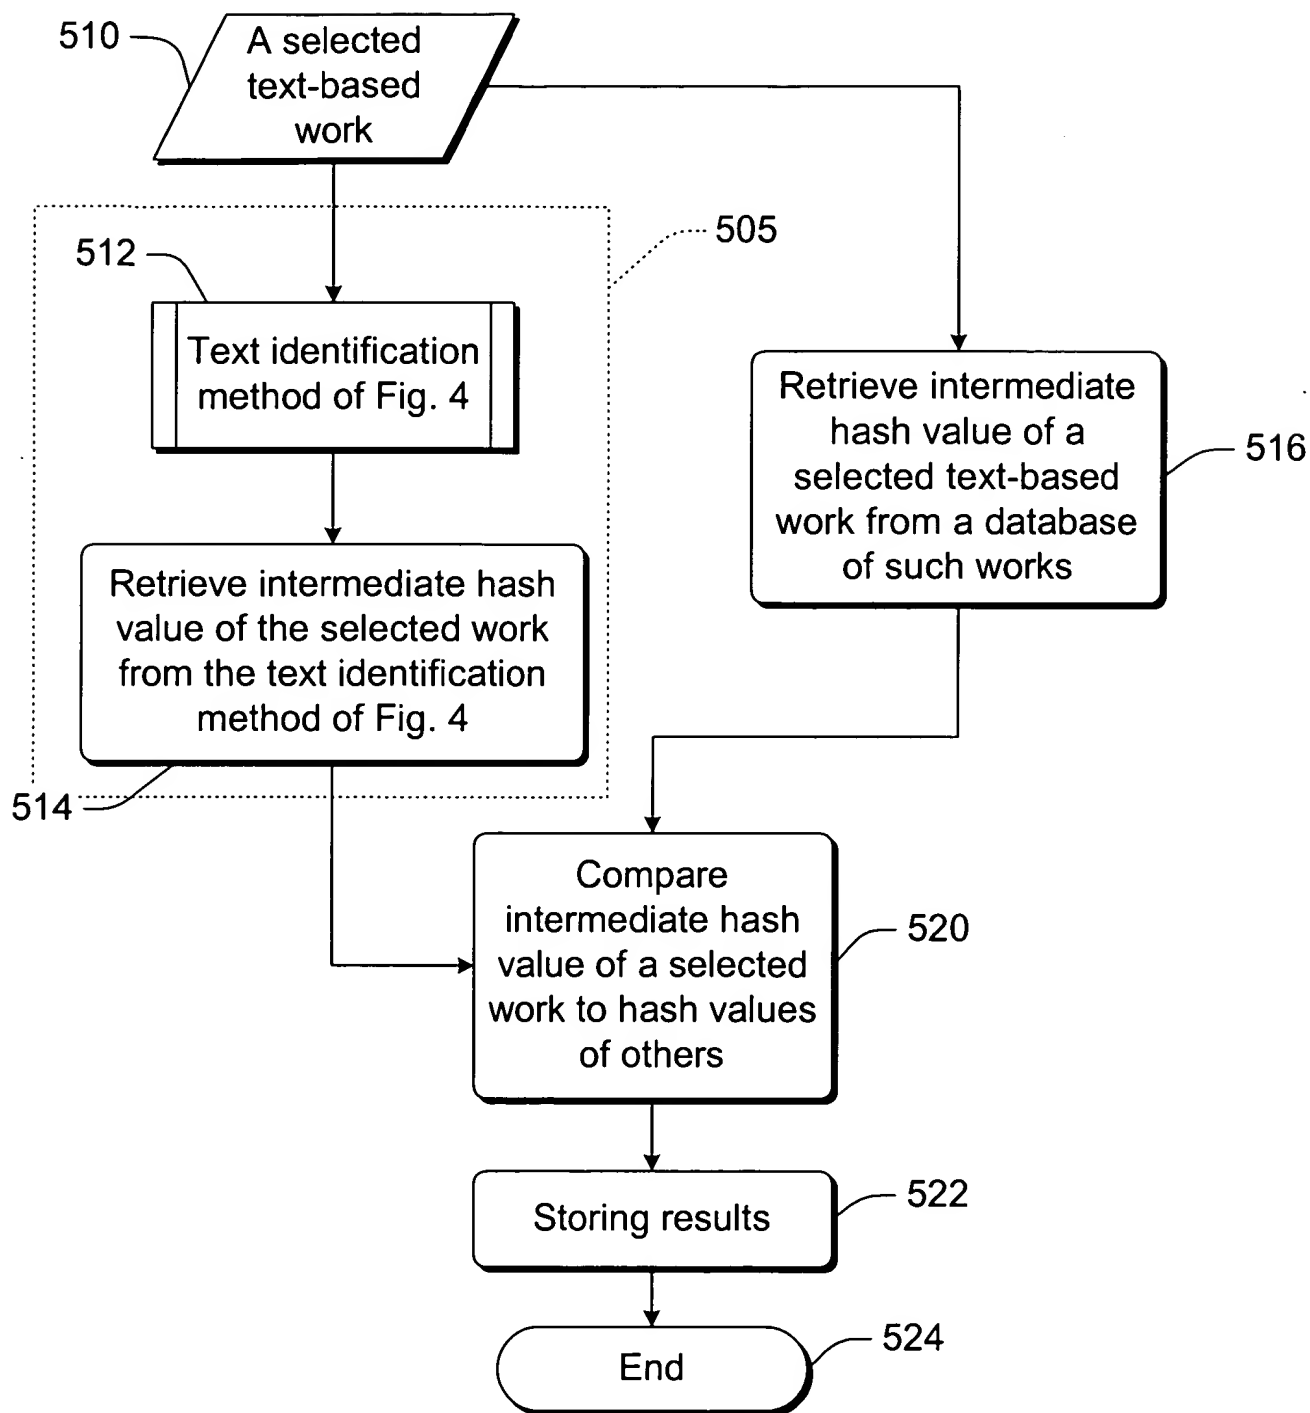 510
A selected
text-based
work
505
512
Text identification
method of Fig. 4
Retrieve intermediate
hash value of a
selected text-based
work from a database
of such works
516
Retrieve intermediate hash
value of the selected work
from the text identification
method of Fig. 4
514
Compare
intermediate hash
value of a selected
work to hash values
of others
520
Storing results
522
End
524